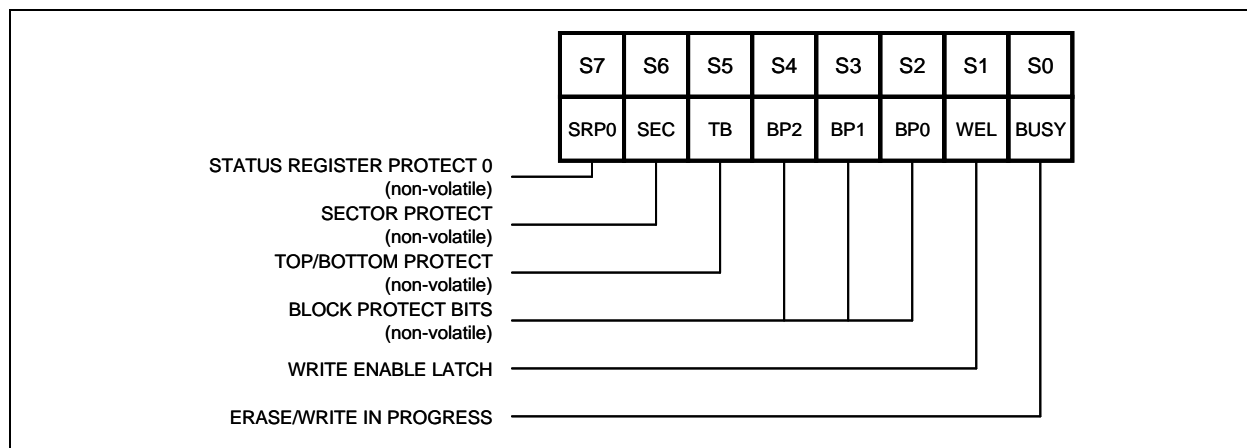 S7 S6 S5 S4 S3 S2 S1 S0
SRP0 SEC TB BP2 BP1 BP0 WEL BUSY
STATUS REGISTER PROTECT 0
(non-volatile)
SECTOR PROTECT
(non-volatile)
TOP/BOTTOM PROTECT
(non-volatile)
BLOCK PROTECT BITS
(non-volatile)
WRITE ENABLE LATCH
ERASE/WRITE IN PROGRESS